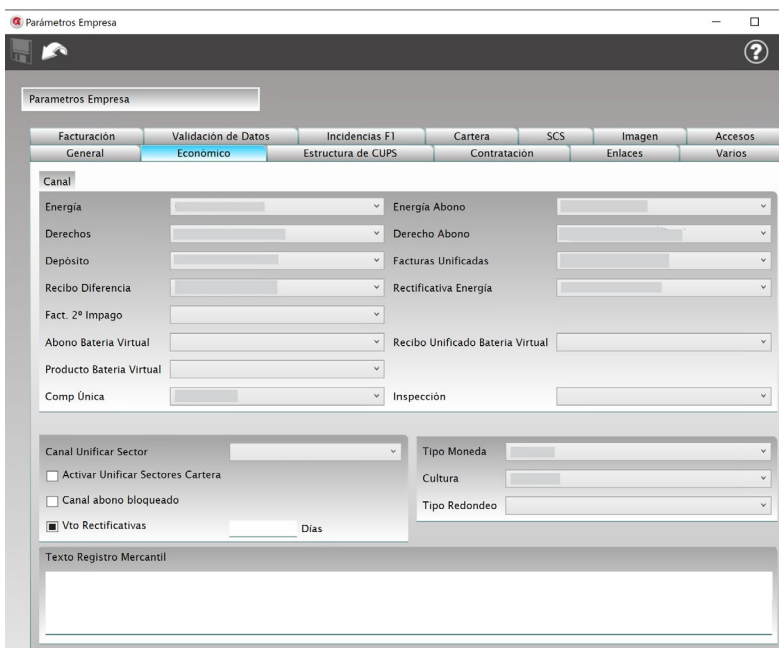 Parámetros Empresa
Parametros Empresa
Facturación Validación de Datos Incidencias F1 Cartera SCS Imagen Accesos
General Económico Estructura de CUPS Contratación Enlaces Varios
Canal
Energía Energía Abono
Derechos Derecho Abono
Depósito Facturas Unificadas
Recibo Diferencia Rectificativa Energía
Fact. 2º Impago
Abono Bateria Virtual Recibo Unificado Bateria Virtual
Producto Bateria Virtual
Comp Única Inspección
Canal Unificar Sector Tipo Moneda
Activar Unificar Sectores Cartera Cultura
Canal abono bloqueado Tipo Redondeo
Vto Rectificativas Días
Texto Registro Mercantil